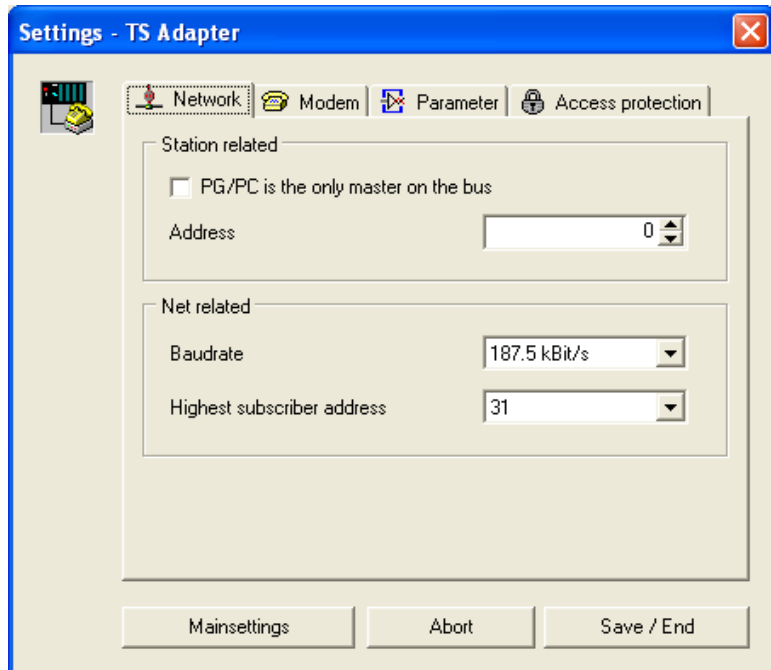 Settings - TS Adapter
Network Modem Parameter Access protection
Station related
PG/PC is the only master on the bus
Address 0
Net related
Baudrate 187.5 kBit/s
Highest subscriber address 31
Mainsettings Abort Save / End